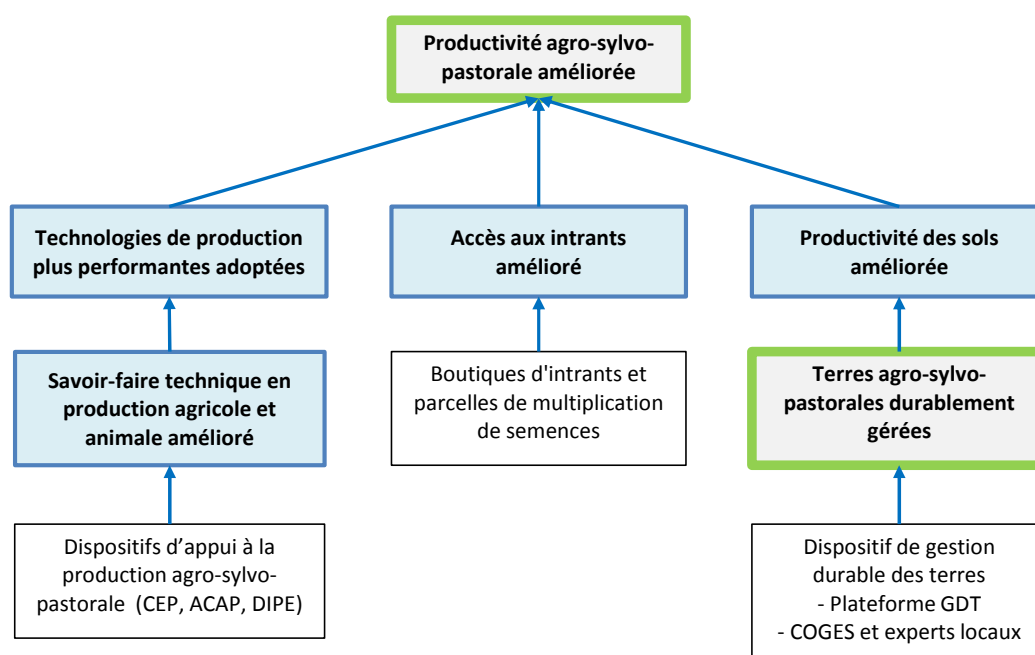 Productivité agro-sylvo-
pastorale améliorée
Technologies de production
plus performantes adoptées
Accès aux intrants
amélioré
Productivité des sols
améliorée
Savoir-faire technique en
production agricole et
animale amélioré
Boutiques d'intrants et
parcelles de multiplication
de semences
Terres agro-sylvo-
pastorales durablement
gérées
Dispositifs d’appui à la
production agro-sylvo-
pastorale (CEP, ACAP, DIPE)
Dispositif de gestion
durable des terres
- Plateforme GDT
- COGES et experts locaux